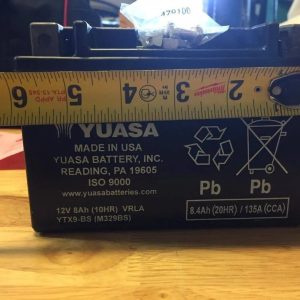 6 5 4 3 2
YUASA
MADE IN USA
YUASA BATTERY, INC.
READING, PA 19605
ISO 9000
www.yuasabatteries.com
Pb Pb
12V 8Ah (10HR) VRLA
YTX9-BS (M329BS)
8.4Ah (20HR) / 135A (CCA)